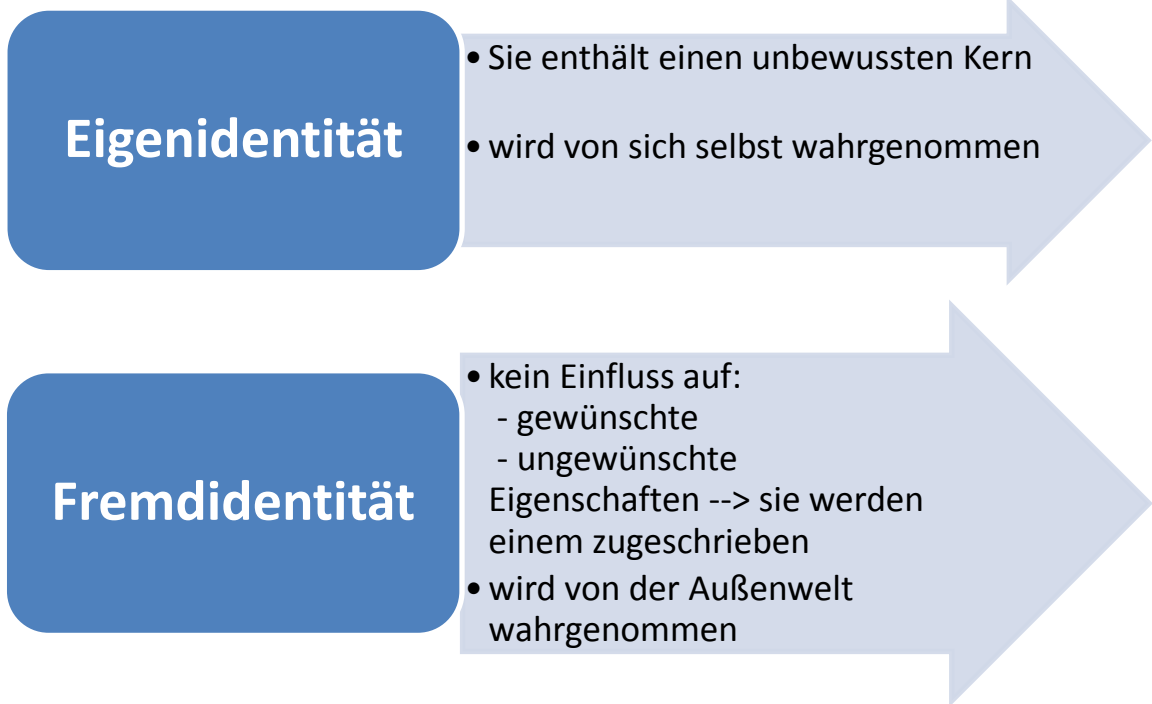 Eigenidentität
• Sie enthält einen unbewussten Kern
• wird von sich selbst wahrgenommen
Fremdidentität
• kein Einfluss auf:
- gewünschte
- ungewünschte
Eigenschaften --> sie werden
einem zugeschrieben
• wird von der Außenwelt
wahrgenommen